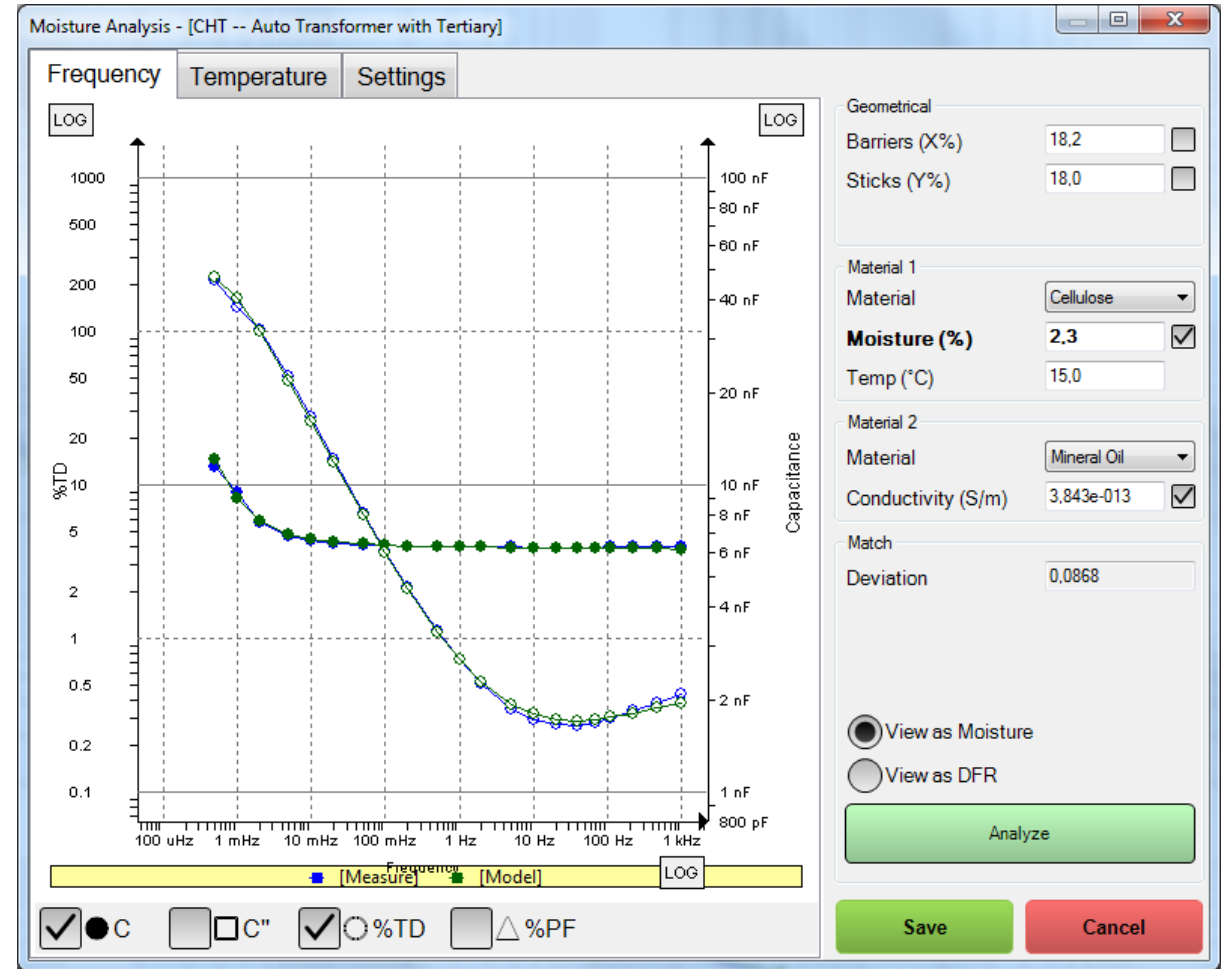 Moisture Analysis - [CHT -- Auto Transformer with Tertiary]
Frequency Temperature Settings
LOG LOG
1000
500
200
100
50
20
10
5
2
1
0.5
0.2
0.1
%TD
100 nF
80 nF
60 nF
40 nF
20 nF
10 nF
8 nF
6 nF
4 nF
2 nF
1 nF
800 pF
Capacitance
100 uHz 1 mHz 10 mHz 100 mHz 1 Hz 10 Hz 100 Hz 1 kHz
Frequency
[Measure] [Model]
LOG
C C" %TD %PF
Geometrical
Barriers (X%) 18,2
Sticks (Y%) 18,0
Material 1
Material Cellulose
Moisture (%) 2,3
Temp (°C) 15,0
Material 2
Material Mineral Oil
Conductivity (S/m) 3,843e-013
Match
Deviation 0,0868
View as Moisture
View as DFR
Analyze
Save Cancel